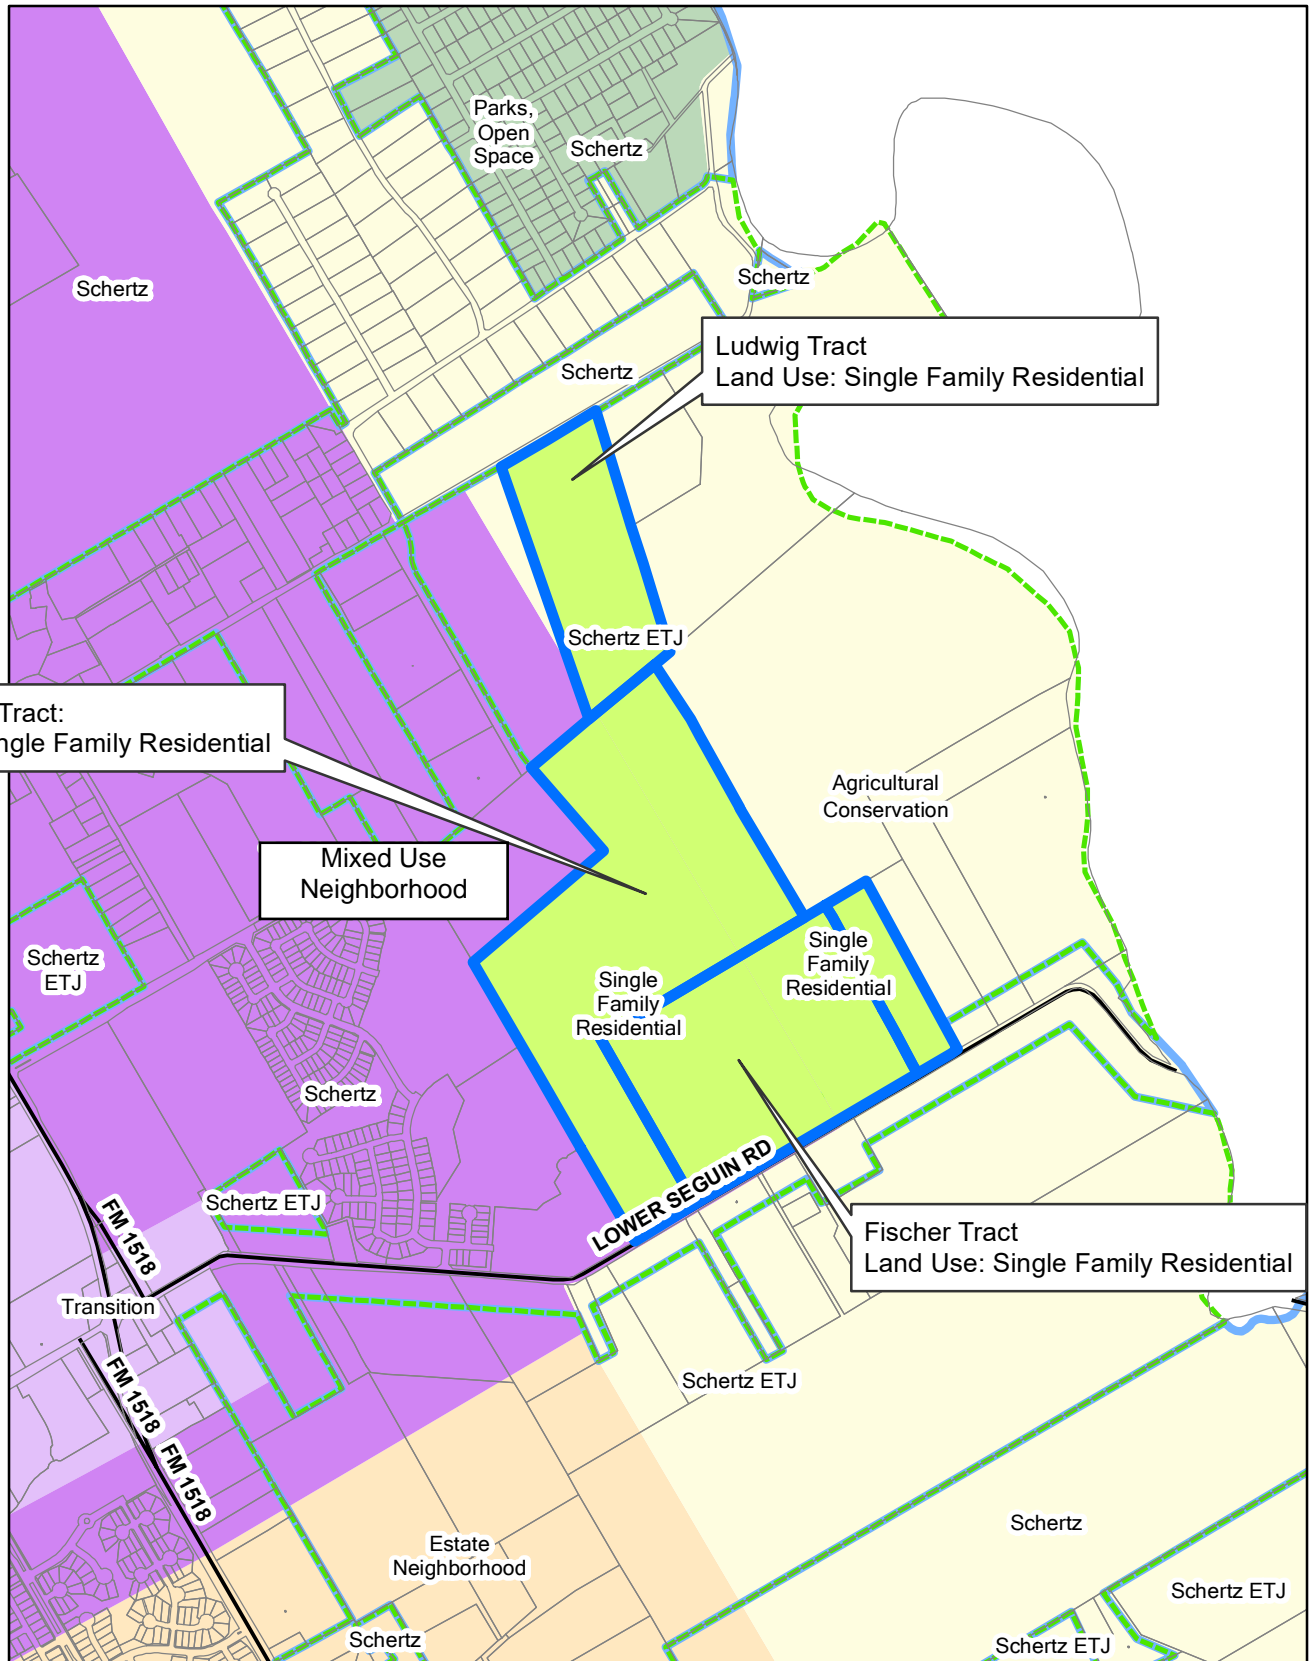 Parks,
Open
Space
Schertz
Schertz
Schertz
Ludwig Tract
Land Use: Single Family Residential
Schertz
Schertz ETJ
Tract:
ngle Family Residential
Agricultural
Conservation
Mixed Use
Neighborhood
Schertz
ETJ
Single
Family
Residential
Single
Family
Residential
Schertz
LOWER SEGUIN RD
Schertz ETJ
FM 1518
Fischer Tract
Land Use: Single Family Residential
Transition
FM 1518
Schertz ETJ
FM 1518
Schertz
Estate
Neighborhood
Schertz ETJ
Schertz
Schertz ETJ